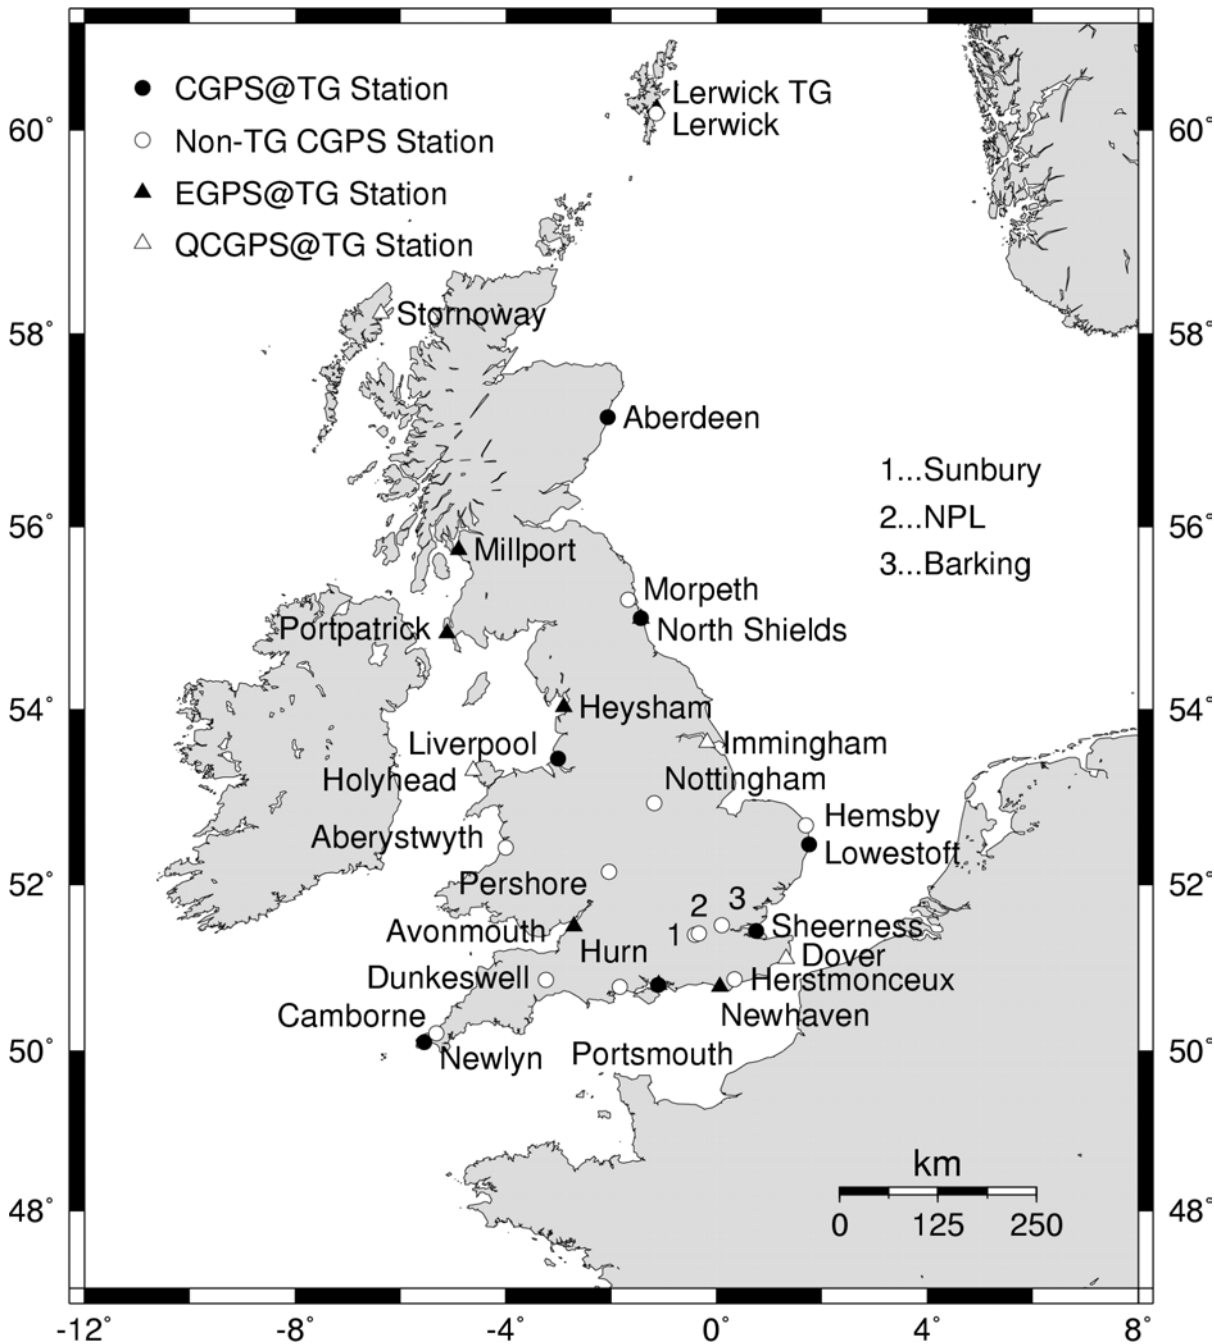 CGPS@TG Station
Non-TG CGPS Station
EGPS@TG Station
QCGPS@TG Station
Lerwick TG
Lerwick
60° 60°
Stornoway
58° 58°
Aberdeen
1...Sunbury
2...NPL
3...Barking
56° 56°
Millport
Morpeth
Portpatrick
North Shields
54° 54°
Heysham
Liverpool
Immingham
Holyhead
Nottingham
Hemsby
Aberystwyth
Lowestoft
52° 52°
Pershore
2 3
Avonmouth
1
Sheerness
Hurn
Dover
Dunkeswell
Herstmonceux
Camborne
Newhaven
50° 50°
Newlyn
Portsmouth
km
48° 48°
0 125 250
-12° -8° -4° 0° 4° 8°